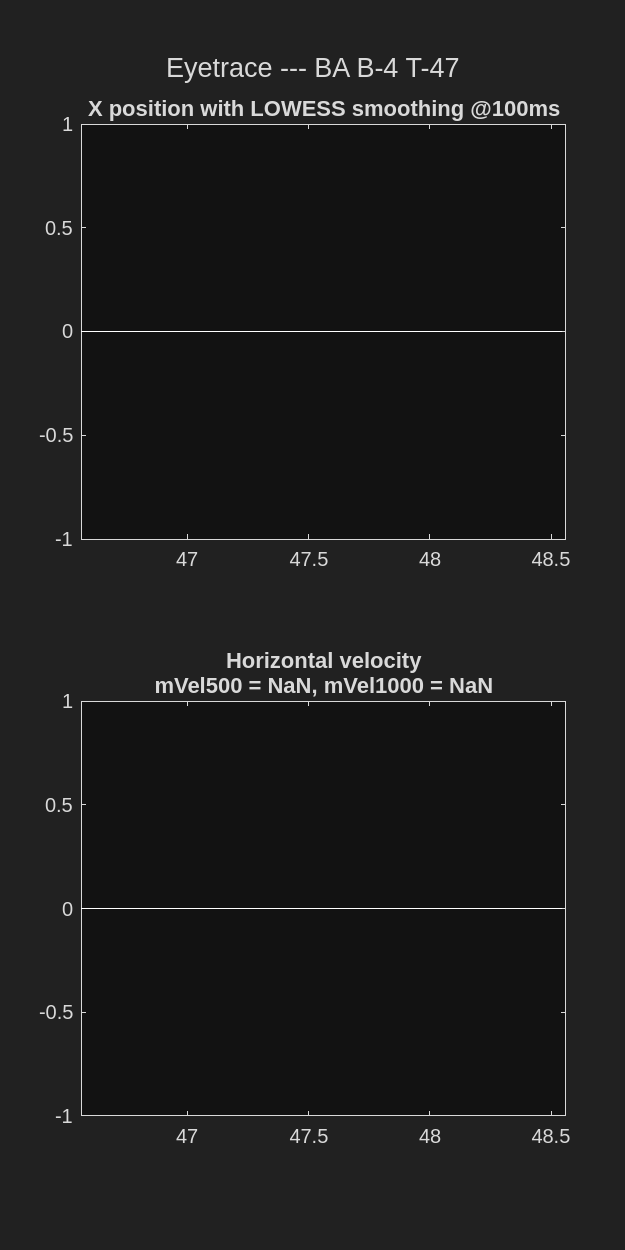 Eyetrace --- BA B-4 T-47
X position with LOWESS smoothing @100ms
1
0.5
0
-0.5
-1
47 47.5 48 48.5
Horizontal velocity
mVel500 = NaN, mVel1000 = NaN
1
0.5
0
-0.5
-1
47 47.5 48 48.5